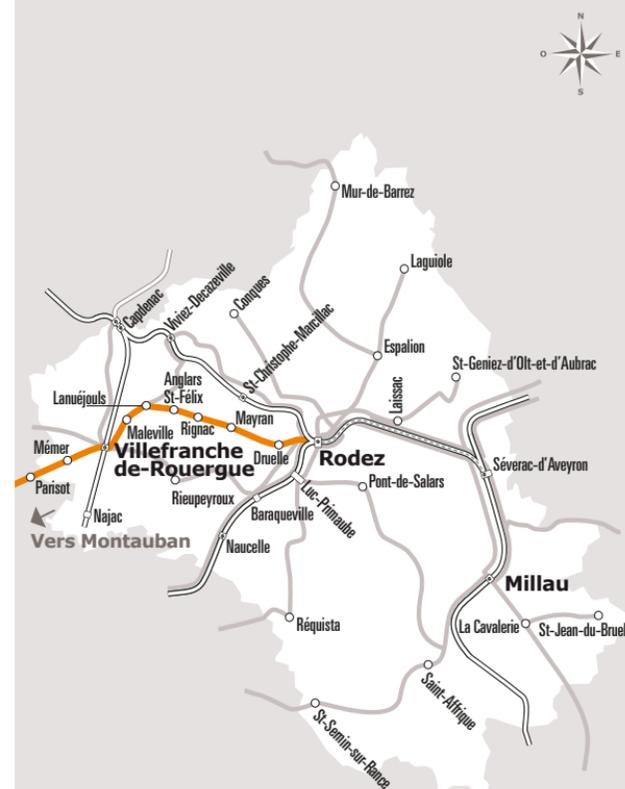 N
O
E
S
Mur-de-Barrez
Laguiole
Capdenac
Viviez-Decazeville
Conques
St-Christophe-Marcillac
Espalion
St-Geniez-d'Olt-et-d'Aubrac
Laissac
Anglars
St-Félix
Lanuéjouls
Rignac
Mayran
Maleville
Mémer
Villefranche
de-Rouergue
Druelle
Rodez
Séverac-d'Aveyron
Parisot
Rieupeyroux
Luc-Primaube
Pont-de-Salars
Najac
Baraqueville
Vers Montauban
Naucelle
Millau
Réquista
La Cavalerie
St-Jean-du-Bruel
Saint-Affrique
St-Sernin-sur-Rance